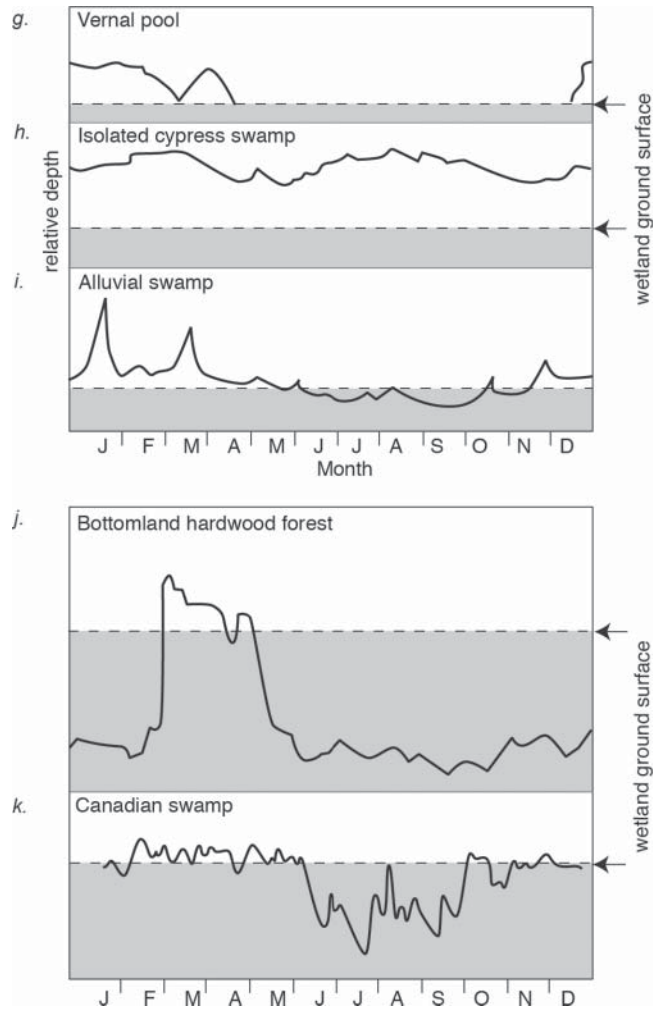 g.
Vernal pool
h.
Isolated cypress swamp
relative depth
wetland ground surface
i.
Alluvial swamp
J F M A M J J A S O N D
Month
j.
Bottomland hardwood forest
wetland ground surface
k.
Canadian swamp
J F M A M J J A S O N D